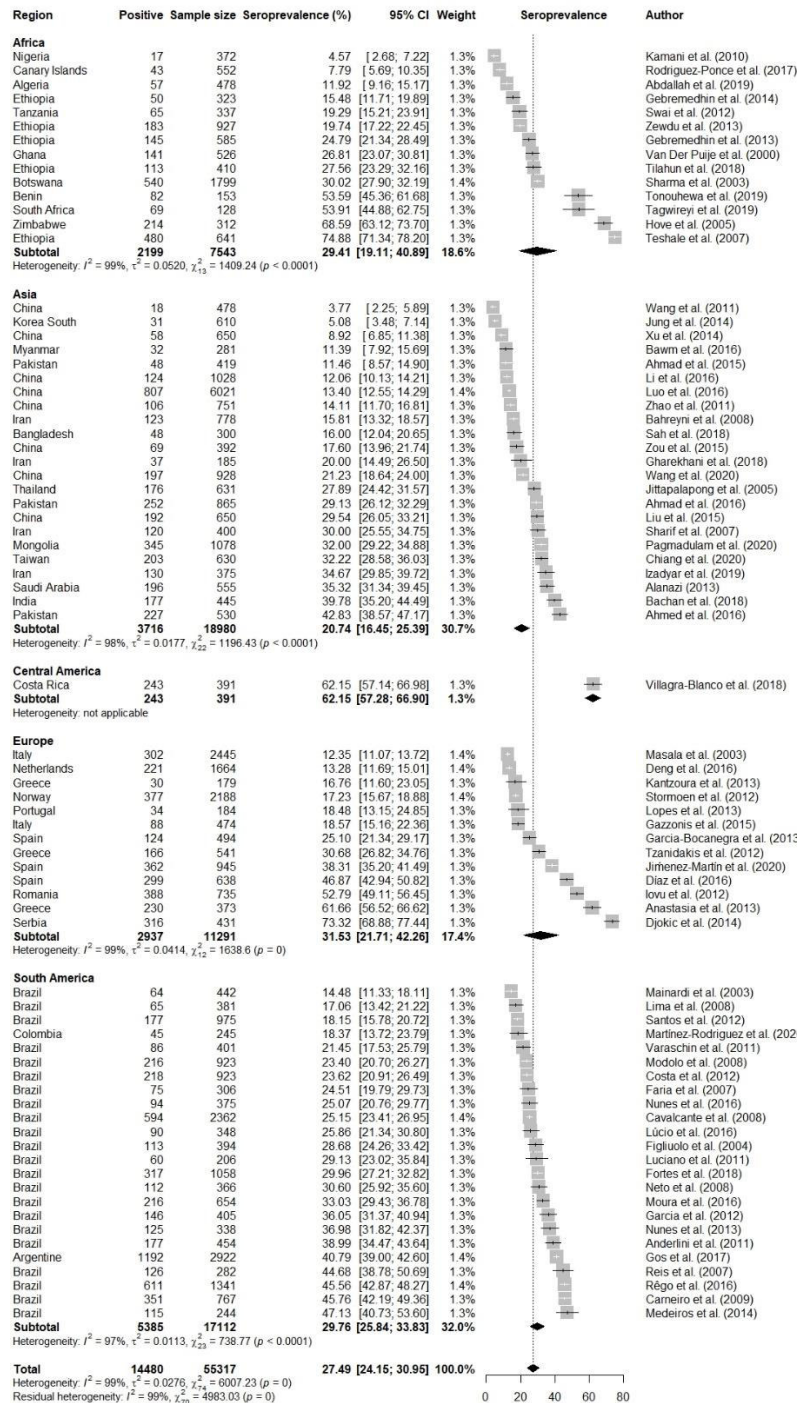 Region Positive Sample size Seroprevalence (%) 95% CI Weight Seroprevalence Author
Africa
Nigeria 17 372 4.57 [ 2.68; 7.22] 1.3% Kamani et al. (2010)
Canary Islands 43 552 7.79 [ 5.69; 10.35] 1.3% Rodriguez-Ponce et al. (2017)
Algeria 57 478 11.92 [ 9.16; 15.17] 1.3% Abdallah et al. (2019)
Ethiopia 50 323 15.48 [11.71; 19.89] 1.3% Gebremedhin et al. (2014)
Tanzania 65 337 19.29 [15.21; 23.91] 1.3% Swai et al. (2012)
Ethiopia 183 927 19.74 [17.22; 22.45] 1.3% Zewdu et al. (2013)
Ethiopia 145 585 24.79 [21.34; 28.49] 1.3% Gebremedhin et al. (2013)
Ghana 141 526 26.81 [23.07; 30.81] 1.3% Van Der Puije et al. (2000)
Ethiopia 113 410 27.56 [23.29; 32.16] 1.3% Tilahun et al. (2018)
Botswana 540 1799 30.02 [27.90; 32.19] 1.4% Sharma et al. (2003)
Benin 82 153 53.59 [45.36; 61.68] 1.3% Tonouhewa et al. (2019)
South Africa 69 128 53.91 [44.88; 62.75] 1.3% Tagwireyi et al. (2019)
Zimbabwe 214 312 68.59 [63.12; 73.70] 1.3% Hove et al. (2005)
Ethiopia 480 641 74.88 [71.34; 78.20] 1.3% Teshale et al. (2007)
Subtotal 2199 7543 29.41 [19.11; 40.89] 18.6%
Heterogeneity: I² = 99%, τ² = 0.0520, χ²₁₃ = 1409.24 (p < 0.0001)
Asia
China 18 478 3.77 [ 2.25; 5.89] 1.3% Wang et al. (2011)
Korea South 31 610 5.08 [ 3.48; 7.14] 1.3% Jung et al. (2014)
China 58 650 8.92 [ 6.85; 11.38] 1.3% Xu et al. (2014)
Myanmar 32 281 11.39 [ 7.92; 15.69] 1.3% Bawm et al. (2016)
Pakistan 48 419 11.46 [ 8.57; 14.90] 1.3% Ahmad et al. (2015)
China 124 1028 12.06 [10.13; 14.21] 1.3% Li et al. (2016)
China 807 6021 13.40 [12.55; 14.29] 1.4% Luo et al. (2016)
China 106 751 14.11 [11.70; 16.81] 1.3% Zhao et al. (2011)
Iran 123 778 15.81 [13.32; 18.57] 1.3% Bahreyni et al. (2008)
Bangladesh 48 300 16.00 [12.04; 20.65] 1.3% Sah et al. (2018)
China 69 392 17.60 [13.96; 21.74] 1.3% Zou et al. (2015)
Iran 37 185 20.00 [14.49; 26.50] 1.3% Gharekhani et al. (2018)
China 197 928 21.23 [18.64; 24.00] 1.3% Wang et al. (2020)
Thailand 176 631 27.89 [24.42; 31.57] 1.3% Jittapalapong et al. (2005)
Pakistan 252 865 29.13 [26.12; 32.29] 1.3% Ahmad et al. (2016)
China 192 650 29.54 [26.05; 33.21] 1.3% Liu et al. (2015)
Iran 120 400 30.00 [25.55; 34.75] 1.3% Sharif et al. (2007)
Mongolia 345 1078 32.00 [29.22; 34.88] 1.3% Pagmadulam et al. (2020)
Taiwan 203 630 32.22 [28.58; 36.03] 1.3% Chiang et al. (2020)
Iran 130 375 34.67 [29.85; 39.72] 1.3% Izadyar et al. (2019)
Saudi Arabia 196 555 35.32 [31.34; 39.45] 1.3% Alanazi (2013)
India 177 445 39.78 [35.20; 44.49] 1.3% Bachan et al. (2018)
Pakistan 227 530 42.83 [38.57; 47.17] 1.3% Ahmed et al. (2016)
Subtotal 3716 18980 20.74 [16.45; 25.39] 30.7%
Heterogeneity: I² = 98%, τ² = 0.0177, χ²₂₂ = 1196.43 (p < 0.0001)
Central America
Costa Rica 243 391 62.15 [57.14; 66.98] 1.3% Villagra-Blanco et al. (2018)
Subtotal 243 391 62.15 [57.28; 66.90] 1.3%
Heterogeneity: not applicable
Europe
Italy 302 2445 12.35 [11.07; 13.72] 1.4% Masala et al. (2003)
Netherlands 221 1664 13.28 [11.69; 15.01] 1.4% Deng et al. (2016)
Greece 30 179 16.76 [11.60; 23.05] 1.3% Kantzoura et al. (2013)
Norway 377 2188 17.23 [15.67; 18.88] 1.4% Stormoen et al. (2012)
Portugal 34 184 18.48 [13.15; 24.85] 1.3% Lopes et al. (2013)
Italy 88 474 18.57 [15.16; 22.36] 1.3% Gazzonis et al. (2015)
Spain 124 494 25.10 [21.34; 29.17] 1.3% Garcia-Bocanegra et al. (2013
Greece 166 541 30.68 [26.82; 34.76] 1.3% Tzanidakis et al. (2012)
Spain 362 945 38.31 [35.20; 41.49] 1.3% Jimenez-Martín et al. (2020)
Spain 299 638 46.87 [42.94; 50.82] 1.3% Díaz et al. (2016)
Romania 388 735 52.79 [49.11; 56.45] 1.3% Iovu et al. (2012)
Greece 230 373 61.66 [56.52; 66.62] 1.3% Anastasia et al. (2013)
Serbia 316 431 73.32 [68.88; 77.44] 1.3% Djokic et al. (2014)
Subtotal 2937 11291 31.53 [21.71; 42.26] 17.4%
Heterogeneity: I² = 99%, τ² = 0.0414, χ²₁₂ = 1638.6 (p = 0)
South America
Brazil 64 442 14.48 [11.33; 18.11] 1.3% Mainardi et al. (2003)
Brazil 65 381 17.06 [13.42; 21.22] 1.3% Lima et al. (2008)
Brazil 177 975 18.15 [15.78; 20.72] 1.3% Santos et al. (2012)
Colombia 45 245 18.37 [13.72; 23.79] 1.3% Martínez-Rodriguez et al. (202
Brazil 86 401 21.45 [17.53; 25.79] 1.3% Varaschin et al. (2011)
Brazil 216 923 23.40 [20.70; 26.27] 1.3% Modolo et al. (2008)
Brazil 218 923 23.62 [20.91; 26.49] 1.3% Costa et al. (2012)
Brazil 75 306 24.51 [19.79; 29.73] 1.3% Faria et al. (2007)
Brazil 94 375 25.07 [20.76; 29.77] 1.3% Nunes et al. (2016)
Brazil 594 2362 25.15 [23.41; 26.95] 1.4% Cavalcante et al. (2008)
Brazil 90 348 25.86 [21.34; 30.80] 1.3% Lúcio et al. (2016)
Brazil 113 394 28.68 [24.26; 33.42] 1.3% Figliuolo et al. (2004)
Brazil 60 206 29.13 [23.02; 35.84] 1.3% Luciano et al. (2011)
Brazil 317 1058 29.96 [27.21; 32.82] 1.3% Fortes et al. (2018)
Brazil 112 366 30.60 [25.92; 35.60] 1.3% Neto et al. (2008)
Brazil 216 654 33.03 [29.43; 36.78] 1.3% Moura et al. (2016)
Brazil 146 405 36.05 [31.37; 40.94] 1.3% Garcia et al. (2012)
Brazil 125 338 36.98 [31.82; 42.37] 1.3% Nunes et al. (2013)
Brazil 177 454 38.99 [34.47; 43.64] 1.3% Anderlini et al. (2011)
Argentine 1192 2922 40.79 [39.00; 42.60] 1.4% Gos et al. (2017)
Brazil 126 282 44.68 [38.78; 50.69] 1.3% Reis et al. (2007)
Brazil 611 1341 45.56 [42.87; 48.27] 1.3% Rêgo et al. (2016)
Brazil 351 767 45.76 [42.19; 49.36] 1.3% Carneiro et al. (2009)
Brazil 115 244 47.13 [40.73; 53.60] 1.3% Medeiros et al. (2014)
Subtotal 5385 17112 29.76 [25.84; 33.83] 32.0%
Heterogeneity: I² = 97%, τ² = 0.0113, χ²₂₃ = 738.77 (p < 0.0001)
Total 14480 55317 27.49 [24.15; 30.95] 100.0%
Heterogeneity: I² = 99%, τ² = 0.0276, χ²₇₄ = 6007.23 (p = 0)
Residual heterogeneity: I² = 99%, χ²₇₀ = 4983.03 (p = 0)
0 20 40 60 80